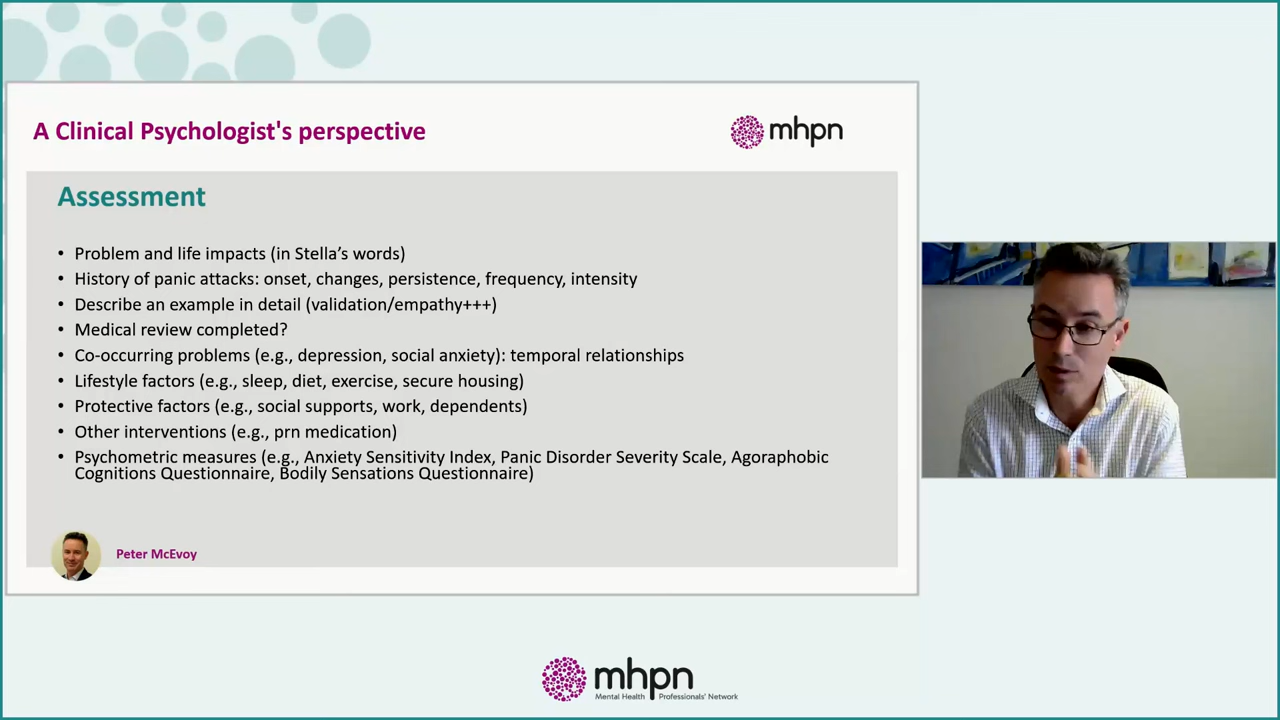 A Clinical Psychologist's perspective
mhpn
Assessment
• Problem and life impacts (in Stella’s words)
• History of panic attacks: onset, changes, persistence, frequency, intensity
• Describe an example in detail (validation/empathy+++)
• Medical review completed?
• Co-occurring problems (e.g., depression, social anxiety): temporal relationships
• Lifestyle factors (e.g., sleep, diet, exercise, secure housing)
• Protective factors (e.g., social supports, work, dependents)
• Other interventions (e.g., prn medication)
• Psychometric measures (e.g., Anxiety Sensitivity Index, Panic Disorder Severity Scale, Agoraphobic
Cognitions Questionnaire, Bodily Sensations Questionnaire)
Peter McEvoy
mhpn
Mental Health Professionals' Network